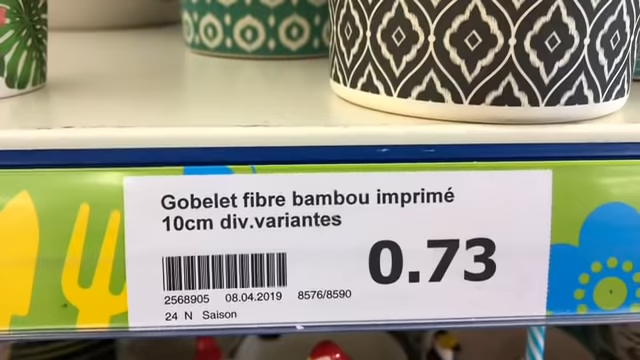 Gobelet fibre bambou imprimé
10cm div.variantes
0.73
2568905 08.04.2019 8576/8590
24 N Saison